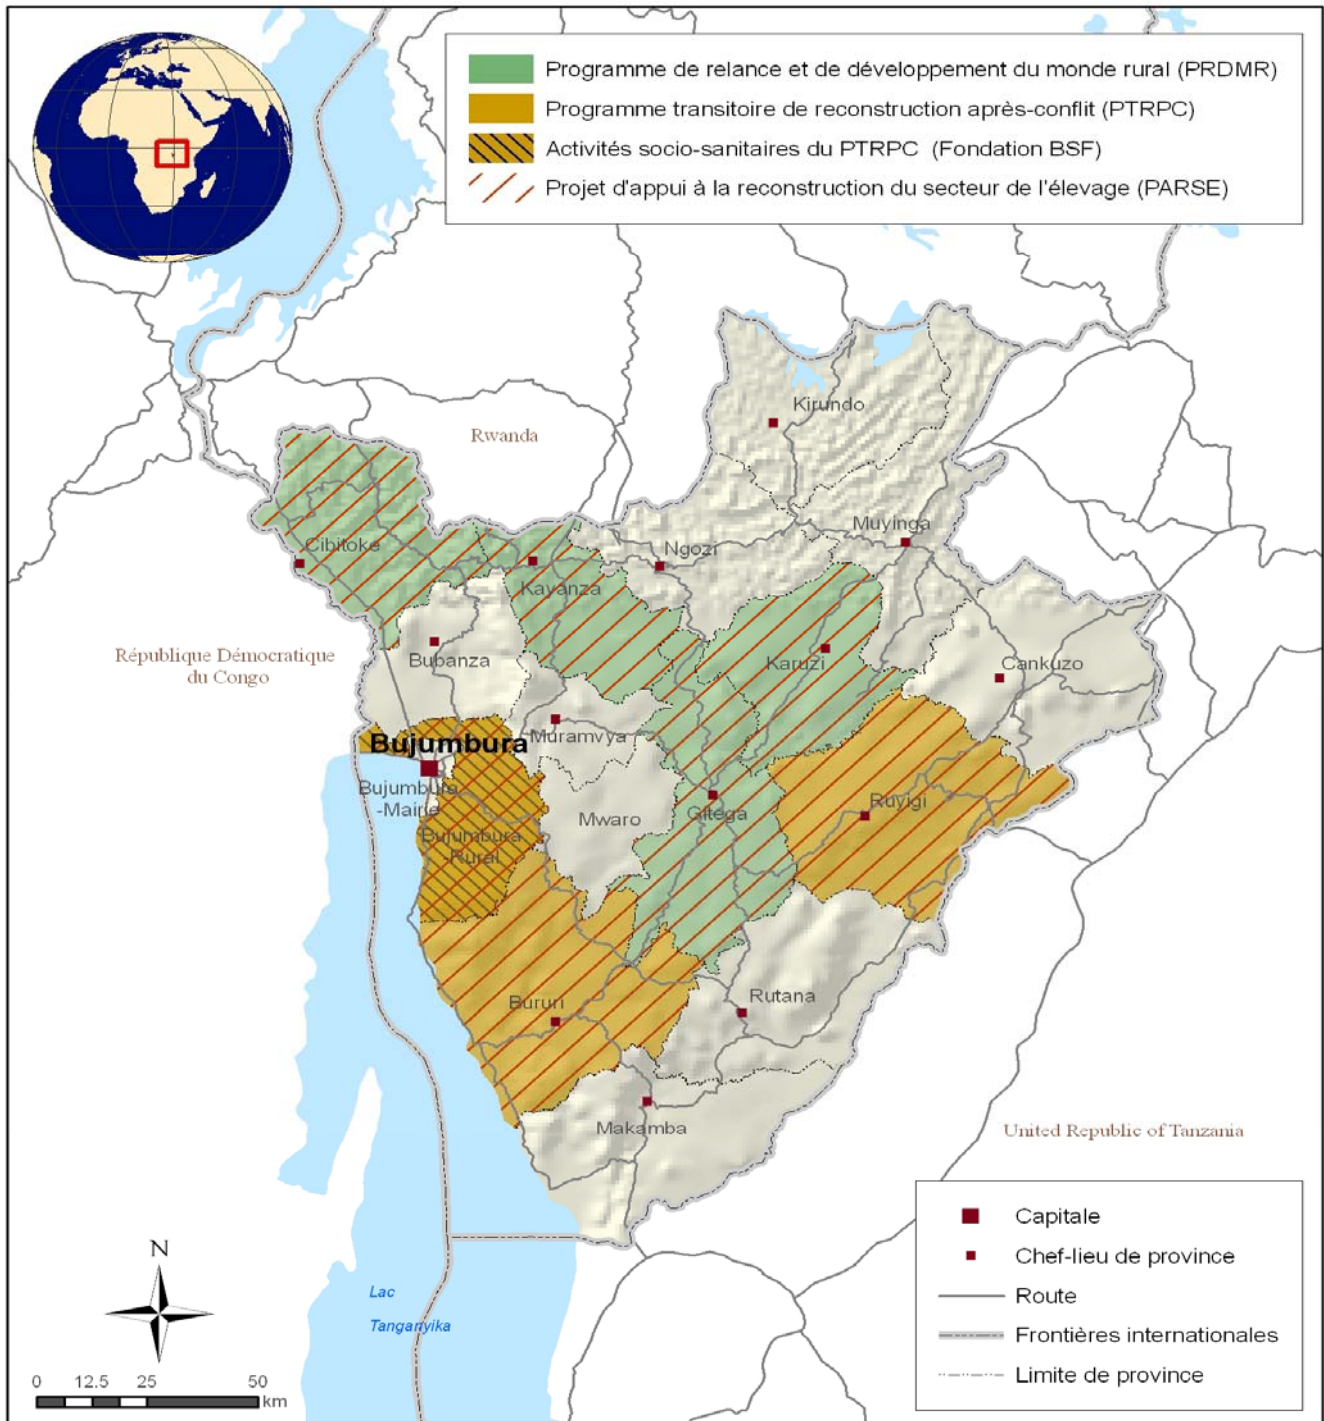 Programme de relance et de développement du monde rural (PRDMR)
Programme transitoire de reconstruction après-conflit (PTRPC)
Activités socio-sanitaires du PTRPC (Fondation BSF)
Projet d'appui à la reconstruction du secteur de l'élevage (PARSE)
Kirundo
Rwanda
Muyinga
Cibitoke
Ngozi
Kayanza
République Démocratique
du Congo
Bubanza
Karuzi
Cankuzo
Muramvya
Bujumbura
Bujumbura
-Mairie
Mwaro
Gitega
Ruyigi
Bujumbura
-Rural
Bururi
Rutana
Makamba
United Republic of Tanzania
Capitale
Chef-lieu de province
Route
Frontières internationales
Limite de province
N
Lac
Tanganyika
0 12.5 25 50
km